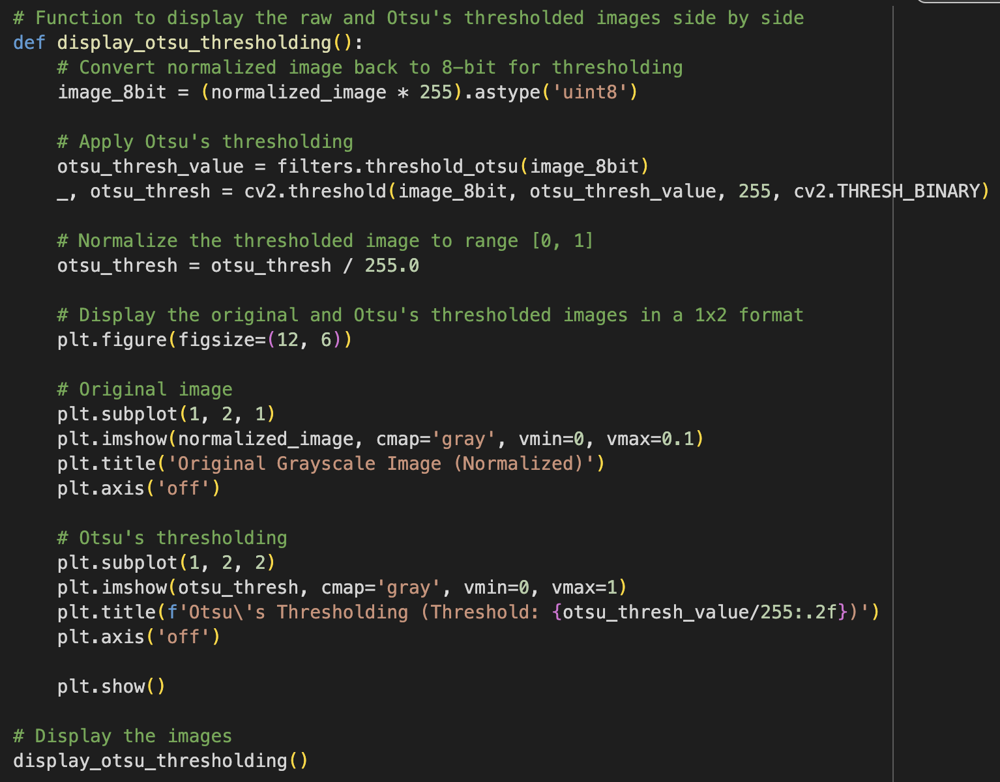 # Function to display the raw and Otsu's thresholded images side by side
def display_otsu_thresholding():
    # Convert normalized image back to 8-bit for thresholding
    image_8bit = (normalized_image * 255).astype('uint8')

    # Apply Otsu's thresholding
    otsu_thresh_value = filters.threshold_otsu(image_8bit)
    _, otsu_thresh = cv2.threshold(image_8bit, otsu_thresh_value, 255, cv2.THRESH_BINARY)

    # Normalize the thresholded image to range [0, 1]
    otsu_thresh = otsu_thresh / 255.0

    # Display the original and Otsu's thresholded images in a 1x2 format
    plt.figure(figsize=(12, 6))

    # Original image
    plt.subplot(1, 2, 1)
    plt.imshow(normalized_image, cmap='gray', vmin=0, vmax=0.1)
    plt.title('Original Grayscale Image (Normalized)')
    plt.axis('off')

    # Otsu's thresholding
    plt.subplot(1, 2, 2)
    plt.imshow(otsu_thresh, cmap='gray', vmin=0, vmax=1)
    plt.title(f'Otsu\'s Thresholding (Threshold: {otsu_thresh_value/255:.2f})')
    plt.axis('off')

    plt.show()

# Display the images
display_otsu_thresholding()